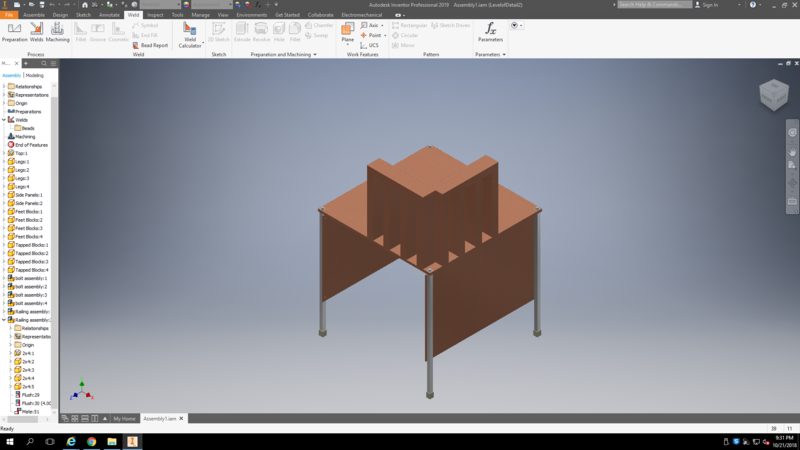 Autodesk Inventor Professional 2019 Assembly1.iam (LevelofDetail2)
Search Help & Commands...
Sign In
File Assemble Design Sketch Annotate Weld Inspect Tools Manage View Environments Get Started Collaborate Electromechanical
Preparation Welds Machining
Process
Fillet Groove Cosmetic
Symbol
End Fill
Bead Report
Weld
Weld Calculator
2D Sketch
Sketch
Extrude Revolve Hole Fillet
Chamfer
Sweep
Preparation and Machining
Plane
Axis
Point
UCS
Work Features
Rectangular Sketch Driven
Circular
Mirror
Pattern
Parameters
Parameters
Assembly Modeling
Relationships
Representations
Origin
Preparations
Welds
Beads
Machining
End of Features
Top:1
Legs:1
Legs:2
Legs:3
Legs:4
Side Panels:1
Side Panels:2
Feet Blocks:1
Feet Blocks:2
Feet Blocks:3
Feet Blocks:4
Tapped Blocks:1
Tapped Blocks:2
Tapped Blocks:3
Tapped Blocks:4
bolt assembly:1
bolt assembly:2
bolt assembly:3
bolt assembly:4
Railing assembly:
Railing assembly:
Relationships
Representation
Origin
2x4:1
2x4:2
2x4:3
2x4:4
2x4:5
Flush:29
Flush:30 (4.00
Mate:51
My Home Assembly1.iam
Ready
39 11
9:31 PM
10/21/2018